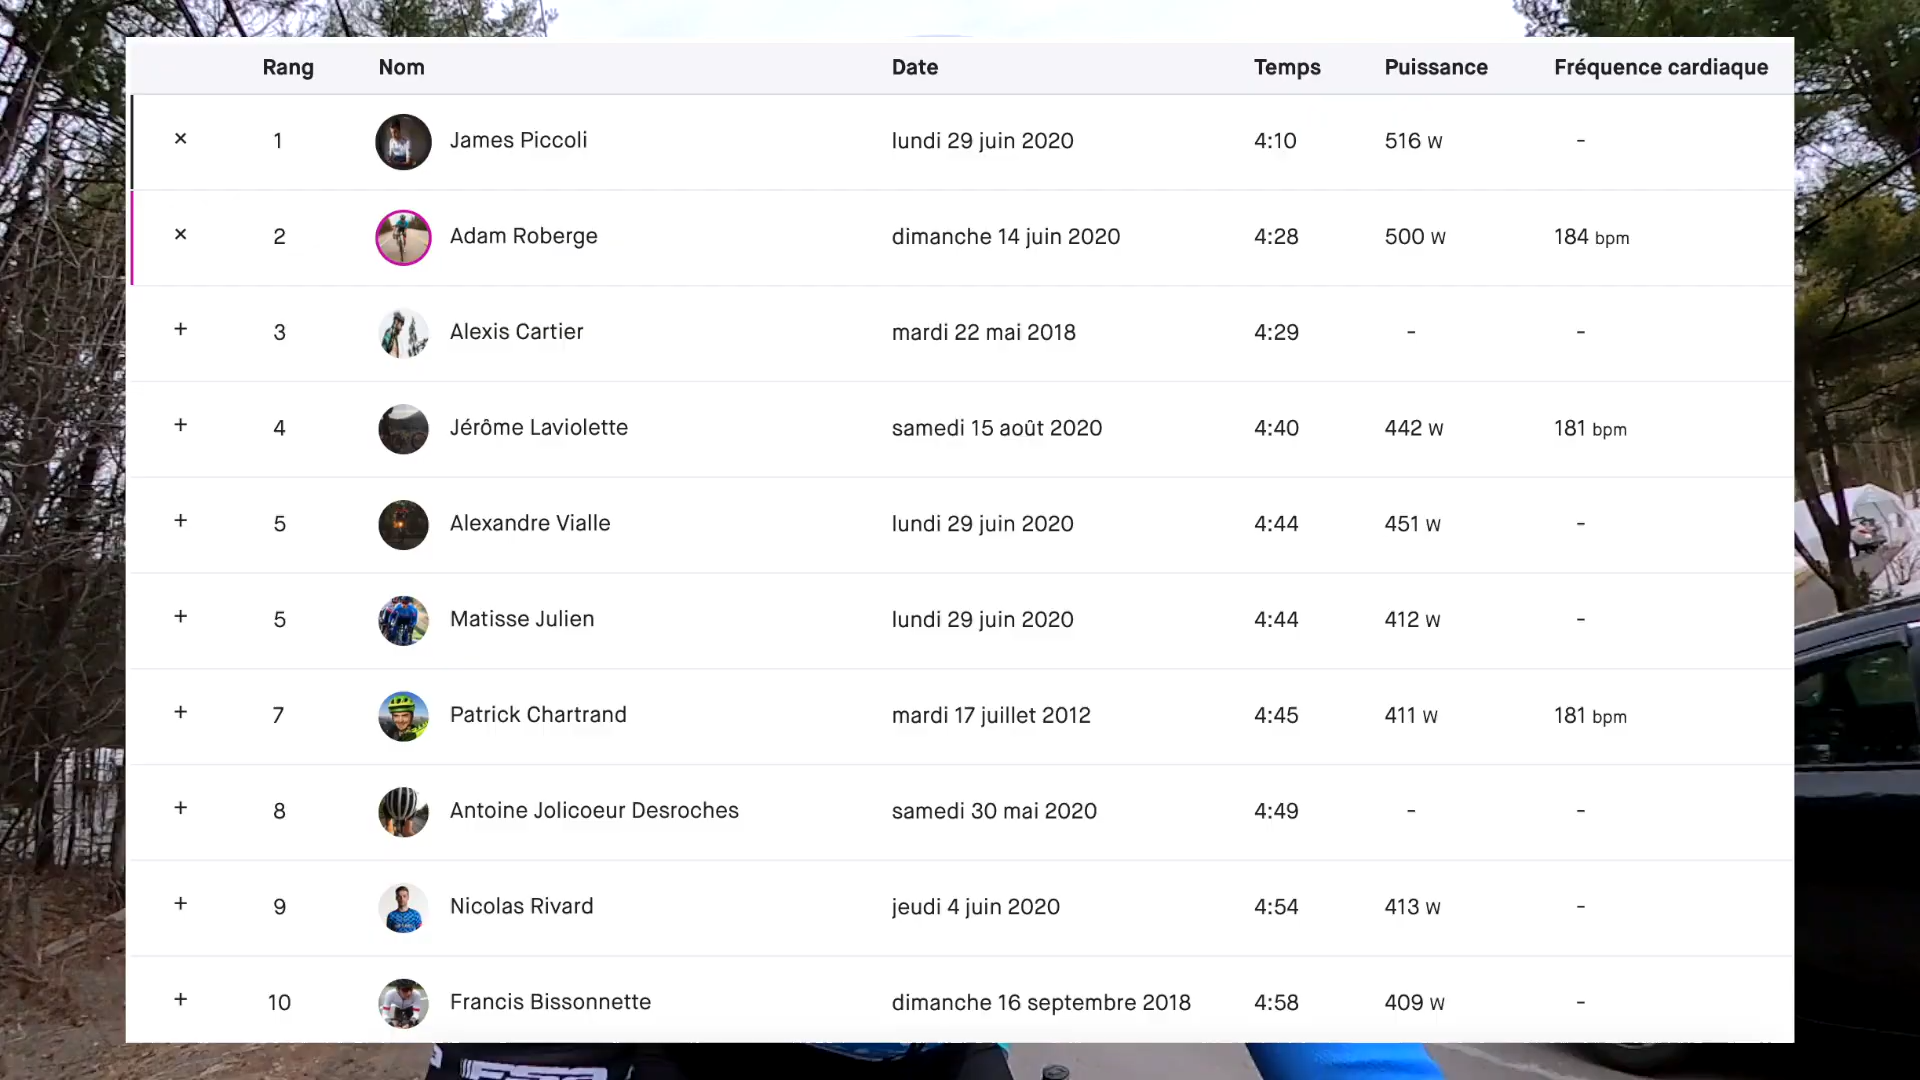 Rang Nom Date Temps Puissance Fréquence cardiaque
× 1 James Piccoli lundi 29 juin 2020 4:10 516 W -
× 2 Adam Roberge dimanche 14 juin 2020 4:28 500 W 184 bpm
+ 3 Alexis Cartier mardi 22 mai 2018 4:29 - -
+ 4 Jérôme Laviolette samedi 15 août 2020 4:40 442 W 181 bpm
+ 5 Alexandre Vialle lundi 29 juin 2020 4:44 451 W -
+ 5 Matisse Julien lundi 29 juin 2020 4:44 412 W -
+ 7 Patrick Chartrand mardi 17 juillet 2012 4:45 411 W 181 bpm
+ 8 Antoine Jolicoeur Desroches samedi 30 mai 2020 4:49 - -
+ 9 Nicolas Rivard jeudi 4 juin 2020 4:54 413 W -
+ 10 Francis Bissonnette dimanche 16 septembre 2018 4:58 409 W -